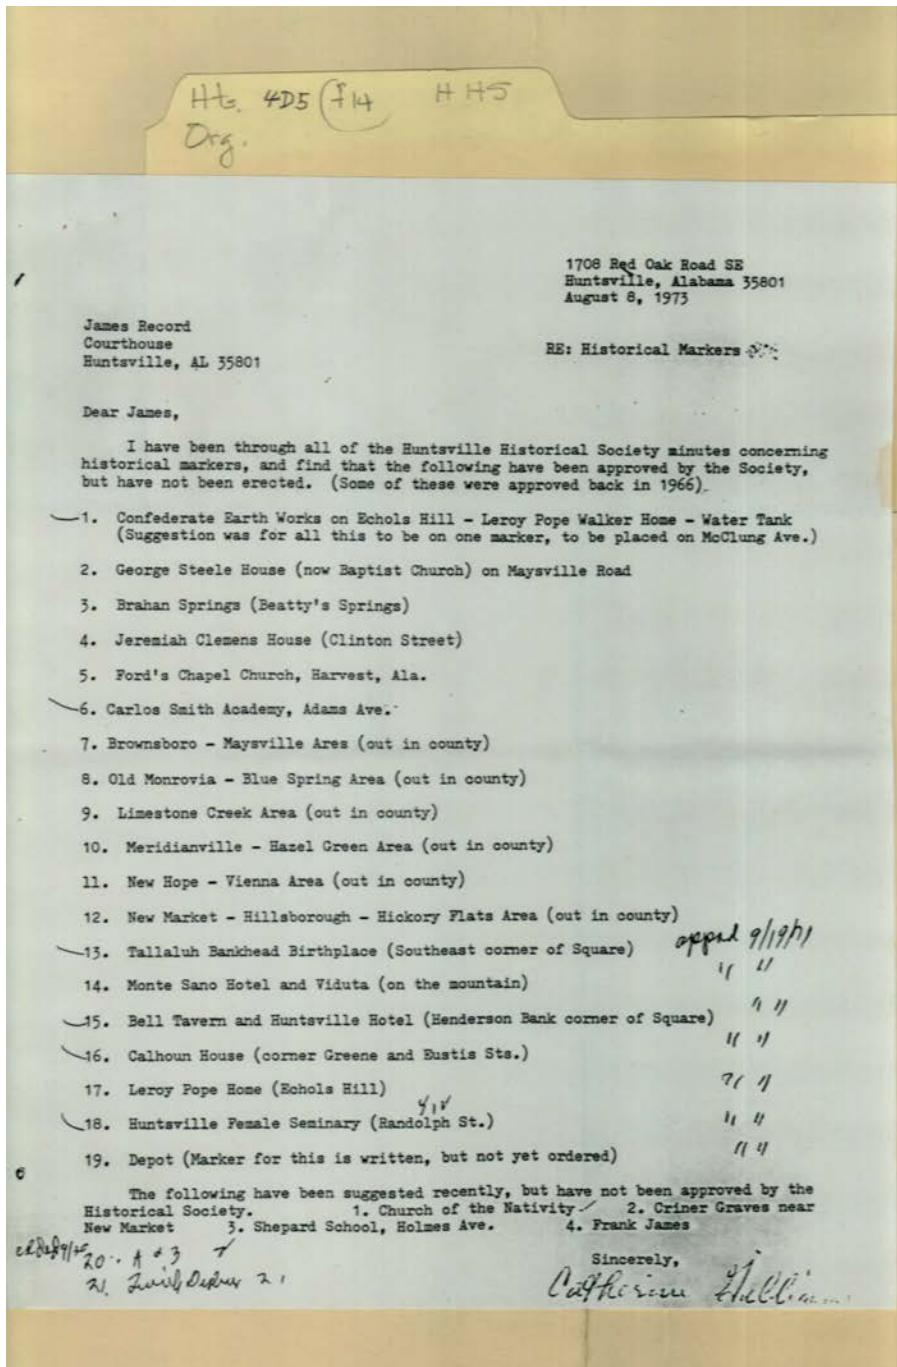 Hts. 4D5 (f14 HHS
Org.
1708 Red Oak Road SE
Huntsville, Alabama 35801
August 8, 1973
James Record
Courthouse
Huntsville, AL 35801
RE: Historical Markers
Dear James,
I have been through all of the Huntsville Historical Society minutes concerning
historical markers, and find that the following have been approved by the Society,
but have not been erected. (Some of these were approved back in 1966).
1. Confederate Earth Works on Echols Hill - Leroy Pope Walker Home - Water Tank
(Suggestion was for all this to be on one marker, to be placed on McClung Ave.)
2. George Steele House (now Baptist Church) on Maysville Road
3. Brahan Springs (Beatty's Springs)
4. Jeremiah Clemens House (Clinton Street)
5. Ford's Chapel Church, Harvest, Ala.
6. Carlos Smith Academy, Adams Ave.
7. Brownsboro - Maysville Ares (out in county)
8. Old Monrovia - Blue Spring Area (out in county)
9. Limestone Creek Area (out in county)
10. Meridianville - Hazel Green Area (out in county)
11. New Hope - Vienna Area (out in county)
12. New Market - Hillsborough - Hickory Flats Area (out in county)
appvd 9/19/71
13. Tallaluh Bankhead Birthplace (Southeast corner of Square) " "
14. Monte Sano Hotel and Viduta (on the mountain) " "
15. Bell Tavern and Huntsville Hotel (Henderson Bank corner of Square) " "
16. Calhoun House (corner Greene and Eustis Sts.)
17. Leroy Pope Home (Echols Hill) " "
18. Huntsville Female Seminary (Randolph St.) " "
19. Depot (Marker for this is written, but not yet ordered) " "
The following have been suggested recently, but have not been approved by the
Historical Society. 1. Church of the Nativity 2. Criner Graves near
New Market 3. Shepard School, Holmes Ave. 4. Frank James
Sincerely,
20. A & 3
21.
Catherine